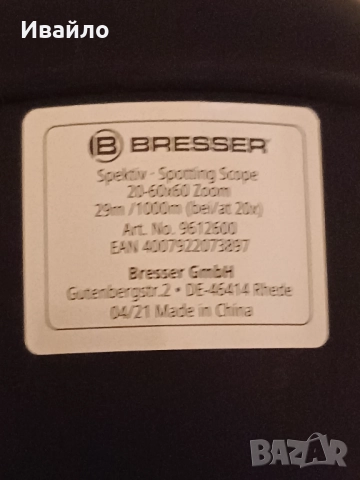 Ивайло
B BRESSER
Spektiv - Spotting Scope
20-60x60 Zoom
29m /1000m (bei/at 20x)
Art. No. 9612600
EAN 4007922073897
Bresser GmbH
Gutenbergstr.2 • DE-46414 Rhede
04/21 Made in China
BAZAR